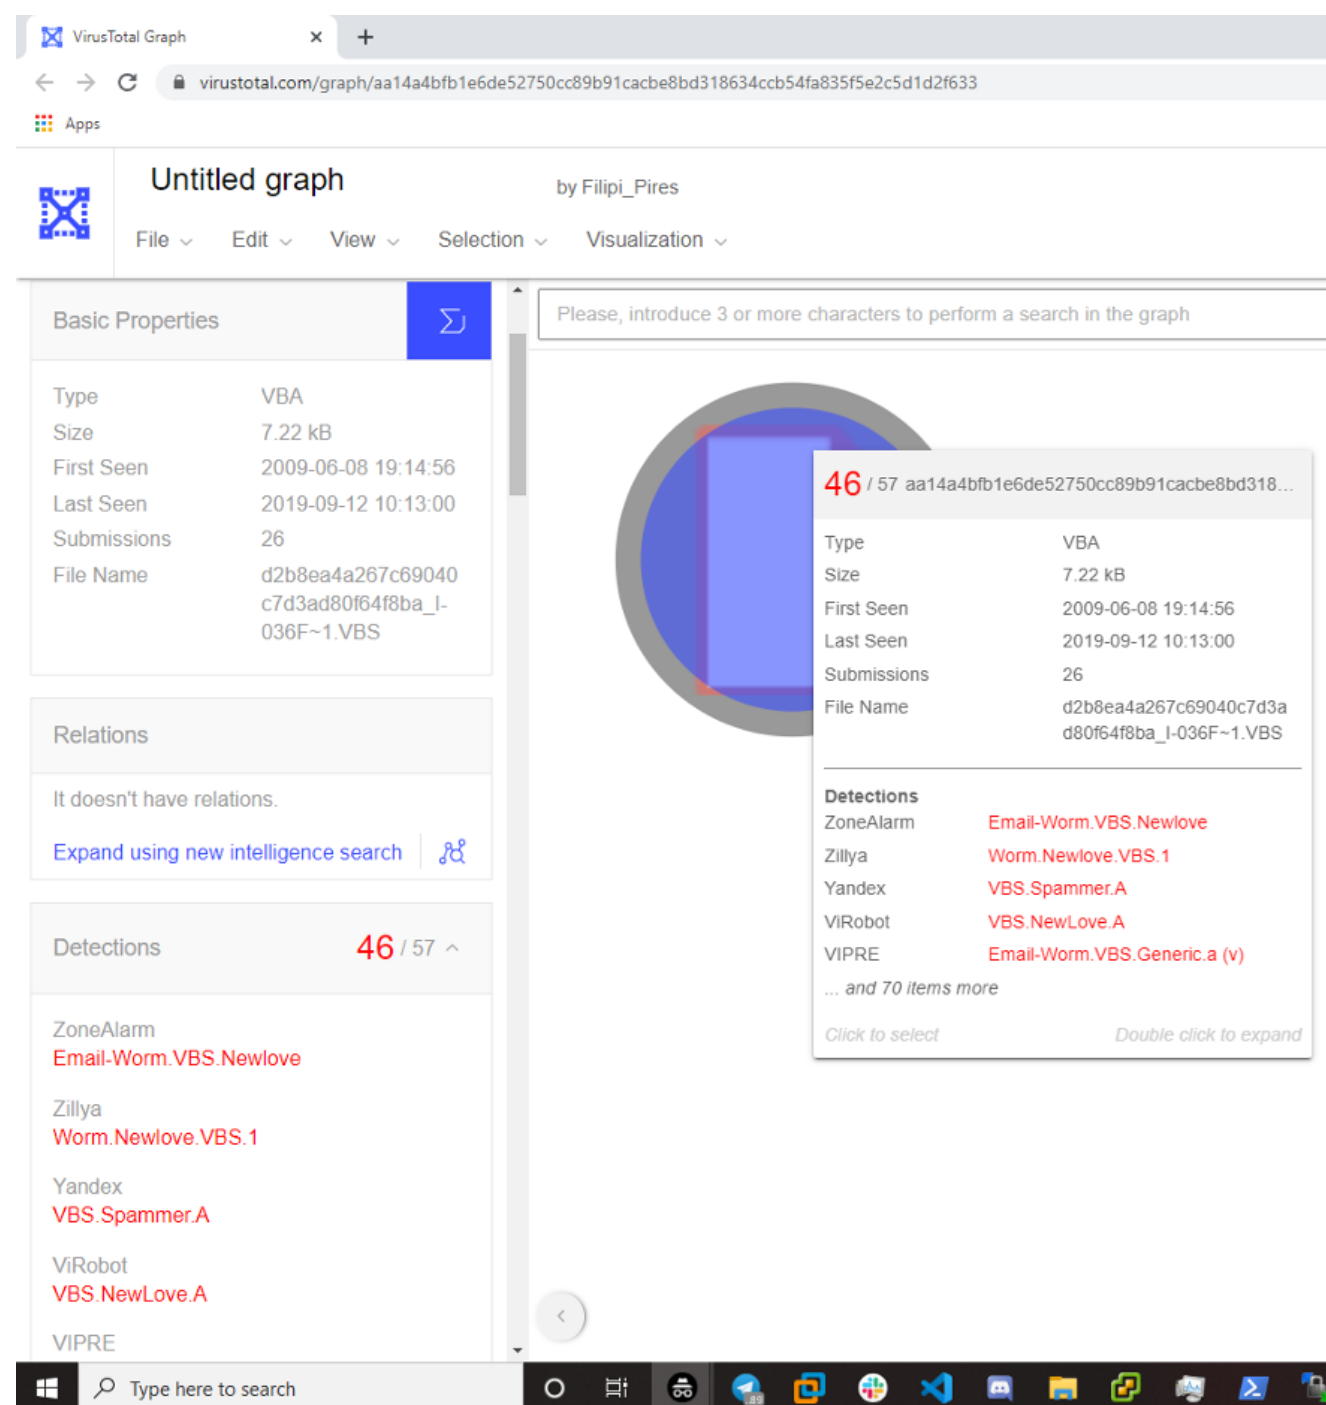 VirusTotal Graph
virustotal.com/graph/aa14a4bfb1e6de52750cc89b91cacbe8bd318634ccb54fa835f5e2c5d1d2f633
Apps
Untitled graph
by Filipi_Pires
File Edit View Selection Visualization
Basic Properties
Type VBA
Size 7.22 kB
First Seen 2009-06-08 19:14:56
Last Seen 2019-09-12 10:13:00
Submissions 26
File Name d2b8ea4a267c69040
c7d3ad80f64f8ba_I-
036F~1.VBS
Relations
It doesn't have relations.
Expand using new intelligence search
Detections 46 / 57
ZoneAlarm
Email-Worm.VBS.Newlove
Zillya
Worm.Newlove.VBS.1
Yandex
VBS.Spammer.A
ViRobot
VBS.NewLove.A
VIPRE
Please, introduce 3 or more characters to perform a search in the graph
46 / 57 aa14a4bfb1e6de52750cc89b91cacbe8bd318...
Type VBA
Size 7.22 kB
First Seen 2009-06-08 19:14:56
Last Seen 2019-09-12 10:13:00
Submissions 26
File Name d2b8ea4a267c69040c7d3a
d80f64f8ba_I-036F~1.VBS
Detections
ZoneAlarm Email-Worm.VBS.Newlove
Zillya Worm.Newlove.VBS.1
Yandex VBS.Spammer.A
ViRobot VBS.NewLove.A
VIPRE Email-Worm.VBS.Generic.a (v)
... and 70 items more
Click to select Double click to expand
Type here to search